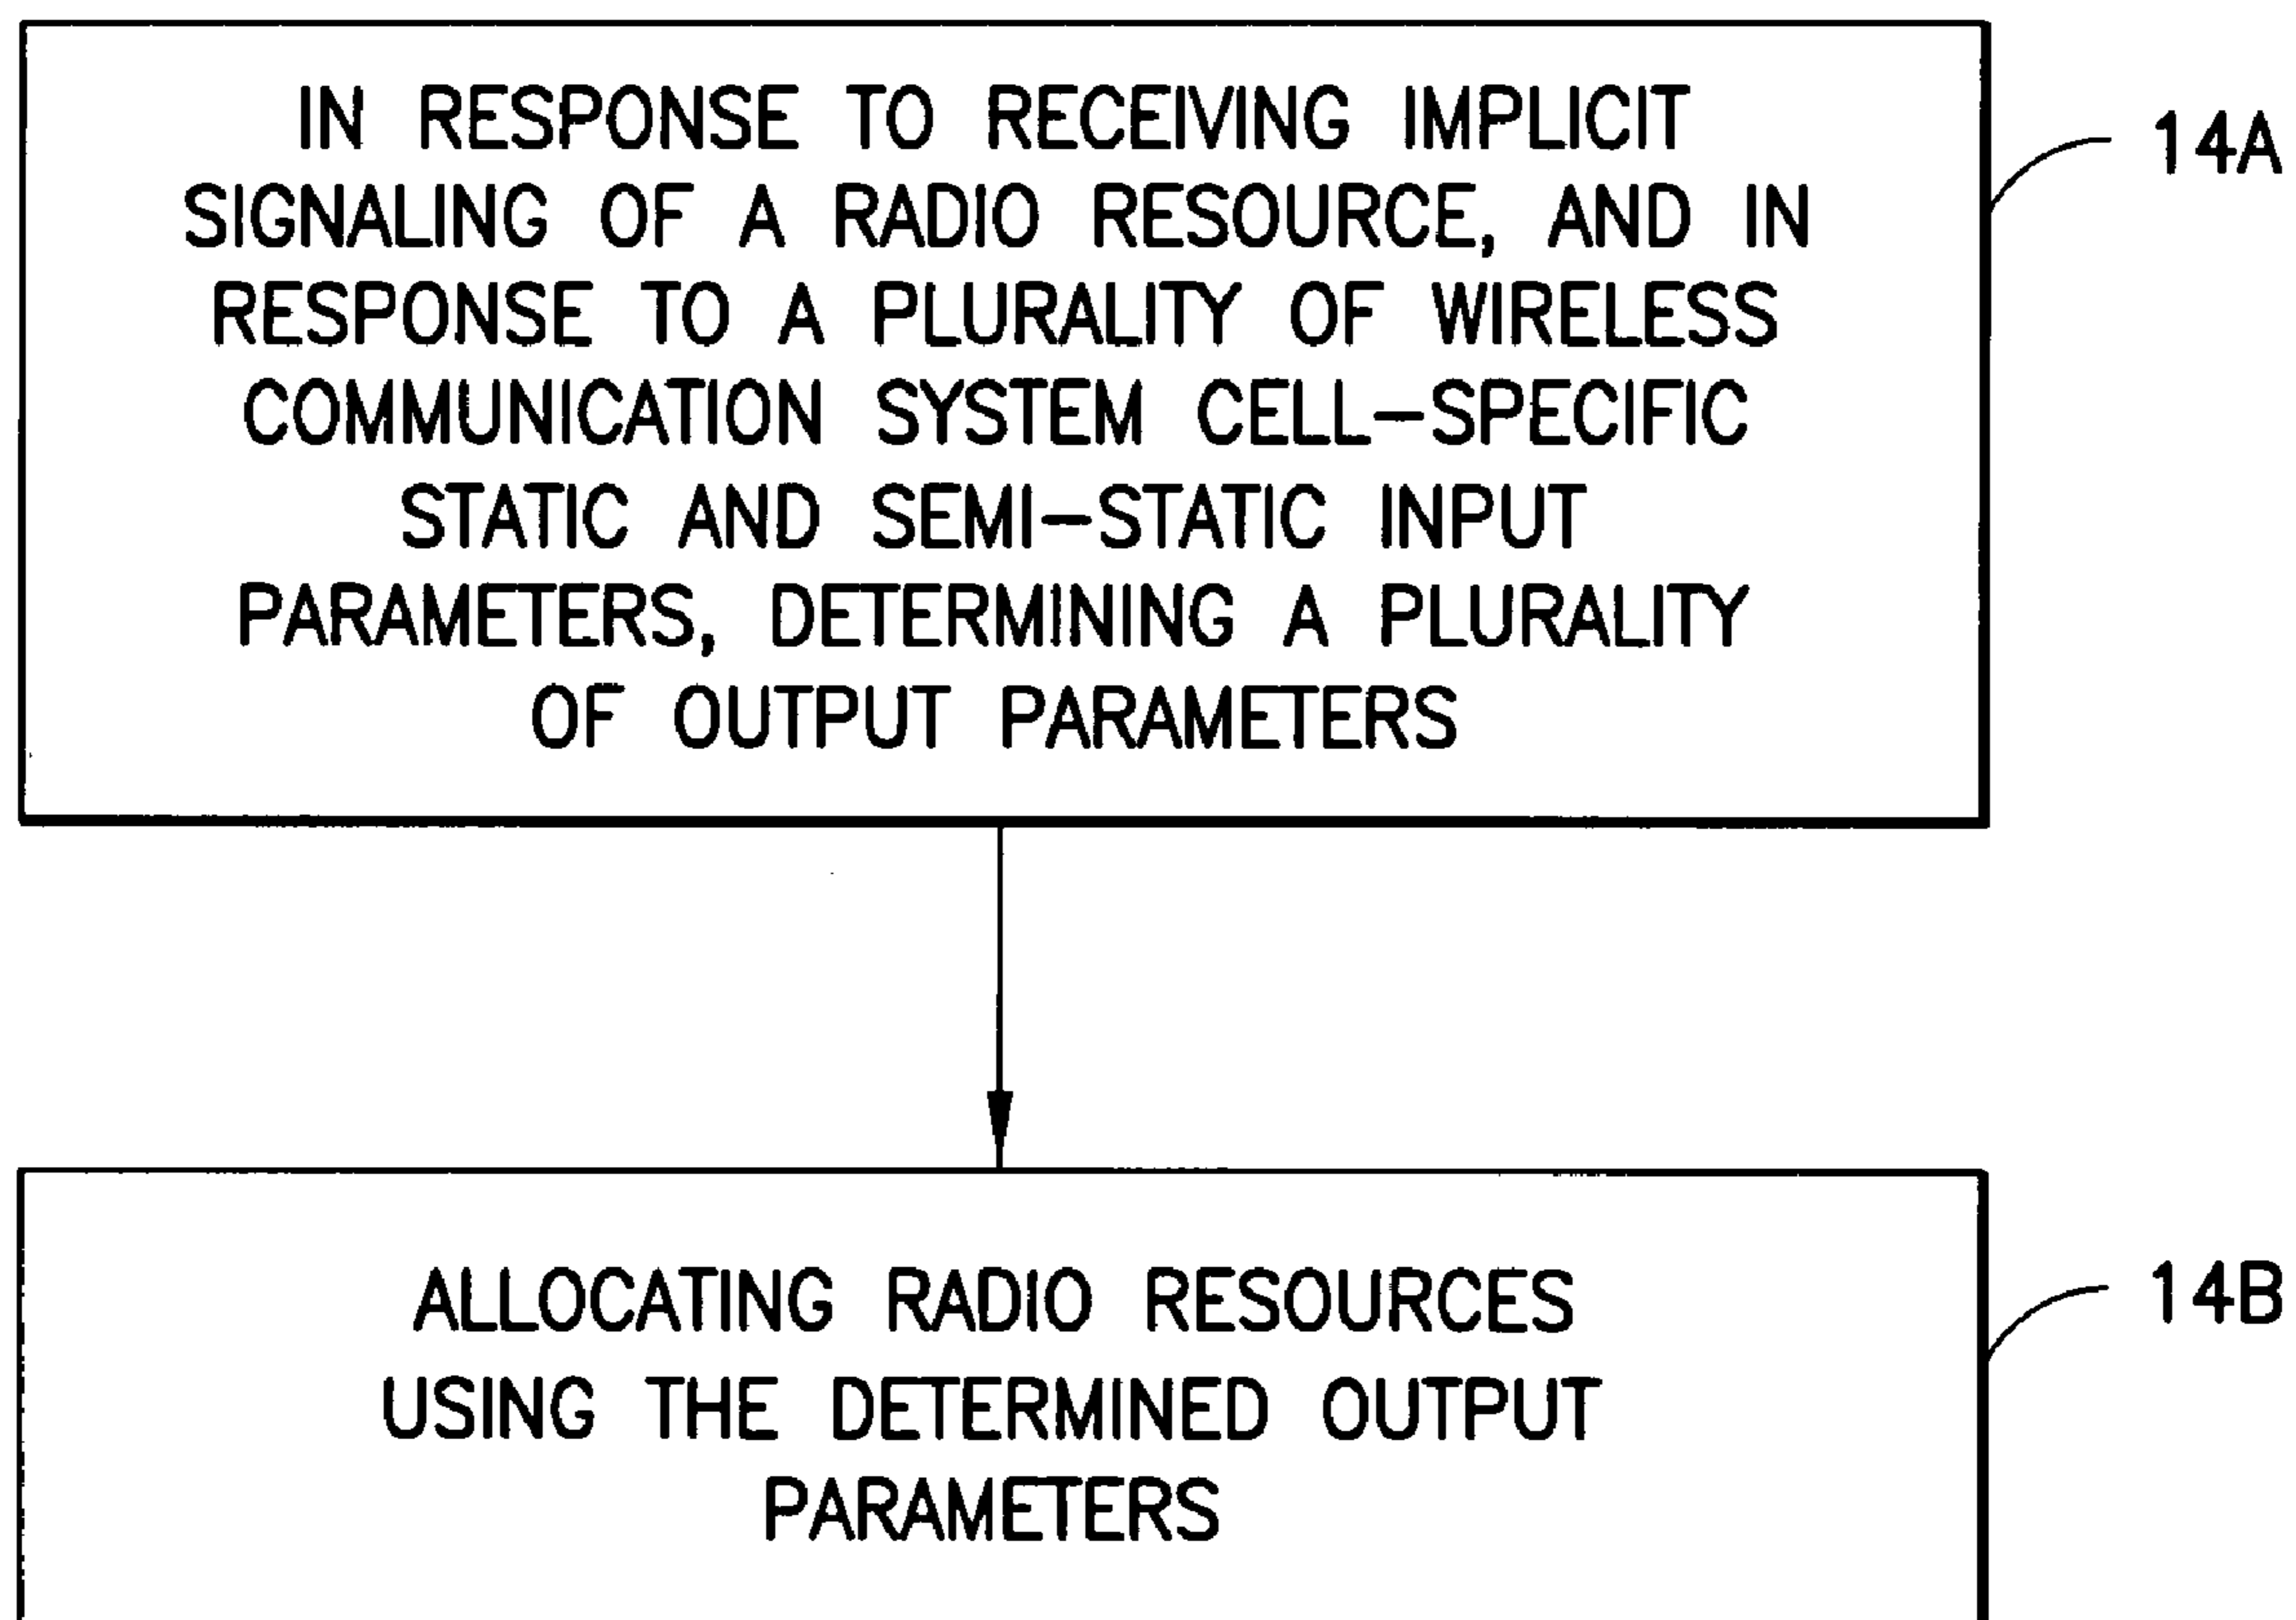 IN RESPONSE TO RECEIVING IMPLICIT
SIGNALING OF A RADIO RESOURCE, AND IN
RESPONSE TO A PLURALITY OF WIRELESS
COMMUNICATION SYSTEM CELL–SPECIFIC
STATIC AND SEMI–STATIC INPUT
PARAMETERS, DETERMINING A PLURALITY
OF OUTPUT PARAMETERS
14A
ALLOCATING RADIO RESOURCES
USING THE DETERMINED OUTPUT
PARAMETERS
14B